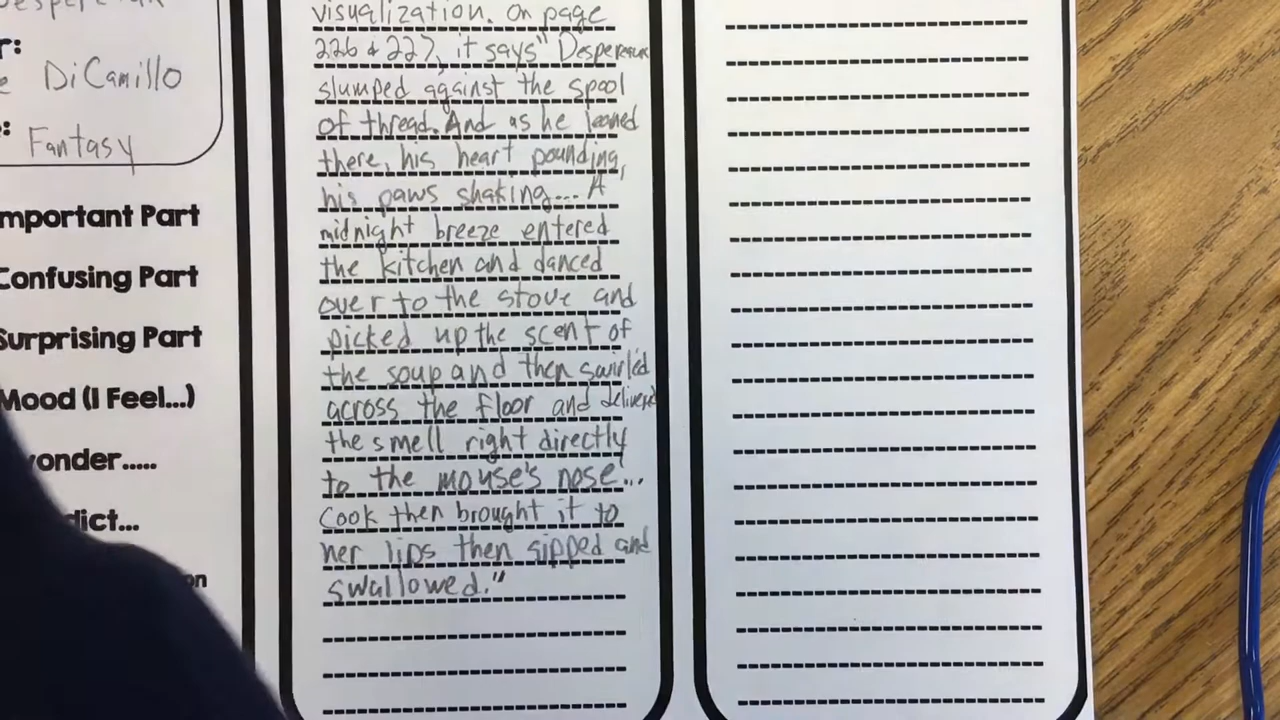 r:
e DiCamillo
e:
Fantasy
mportant Part
Confusing Part
Surprising Part
Mood (I Feel...)
onder.....
dict...
on
visualization. On page
226 & 227, it says" Despereaux
slumped against the spool
of thread. And as he leaned
there, his heart pounding,
his paws shaking... A
midnight breeze entered
the kitchen and danced
over to the stove and
picked up the scent of
the soup and then swirled
across the floor and delivered
the smell right directly
to the mouse's nose...
Cook then brought it to
her lips then sipped and
swallowed."